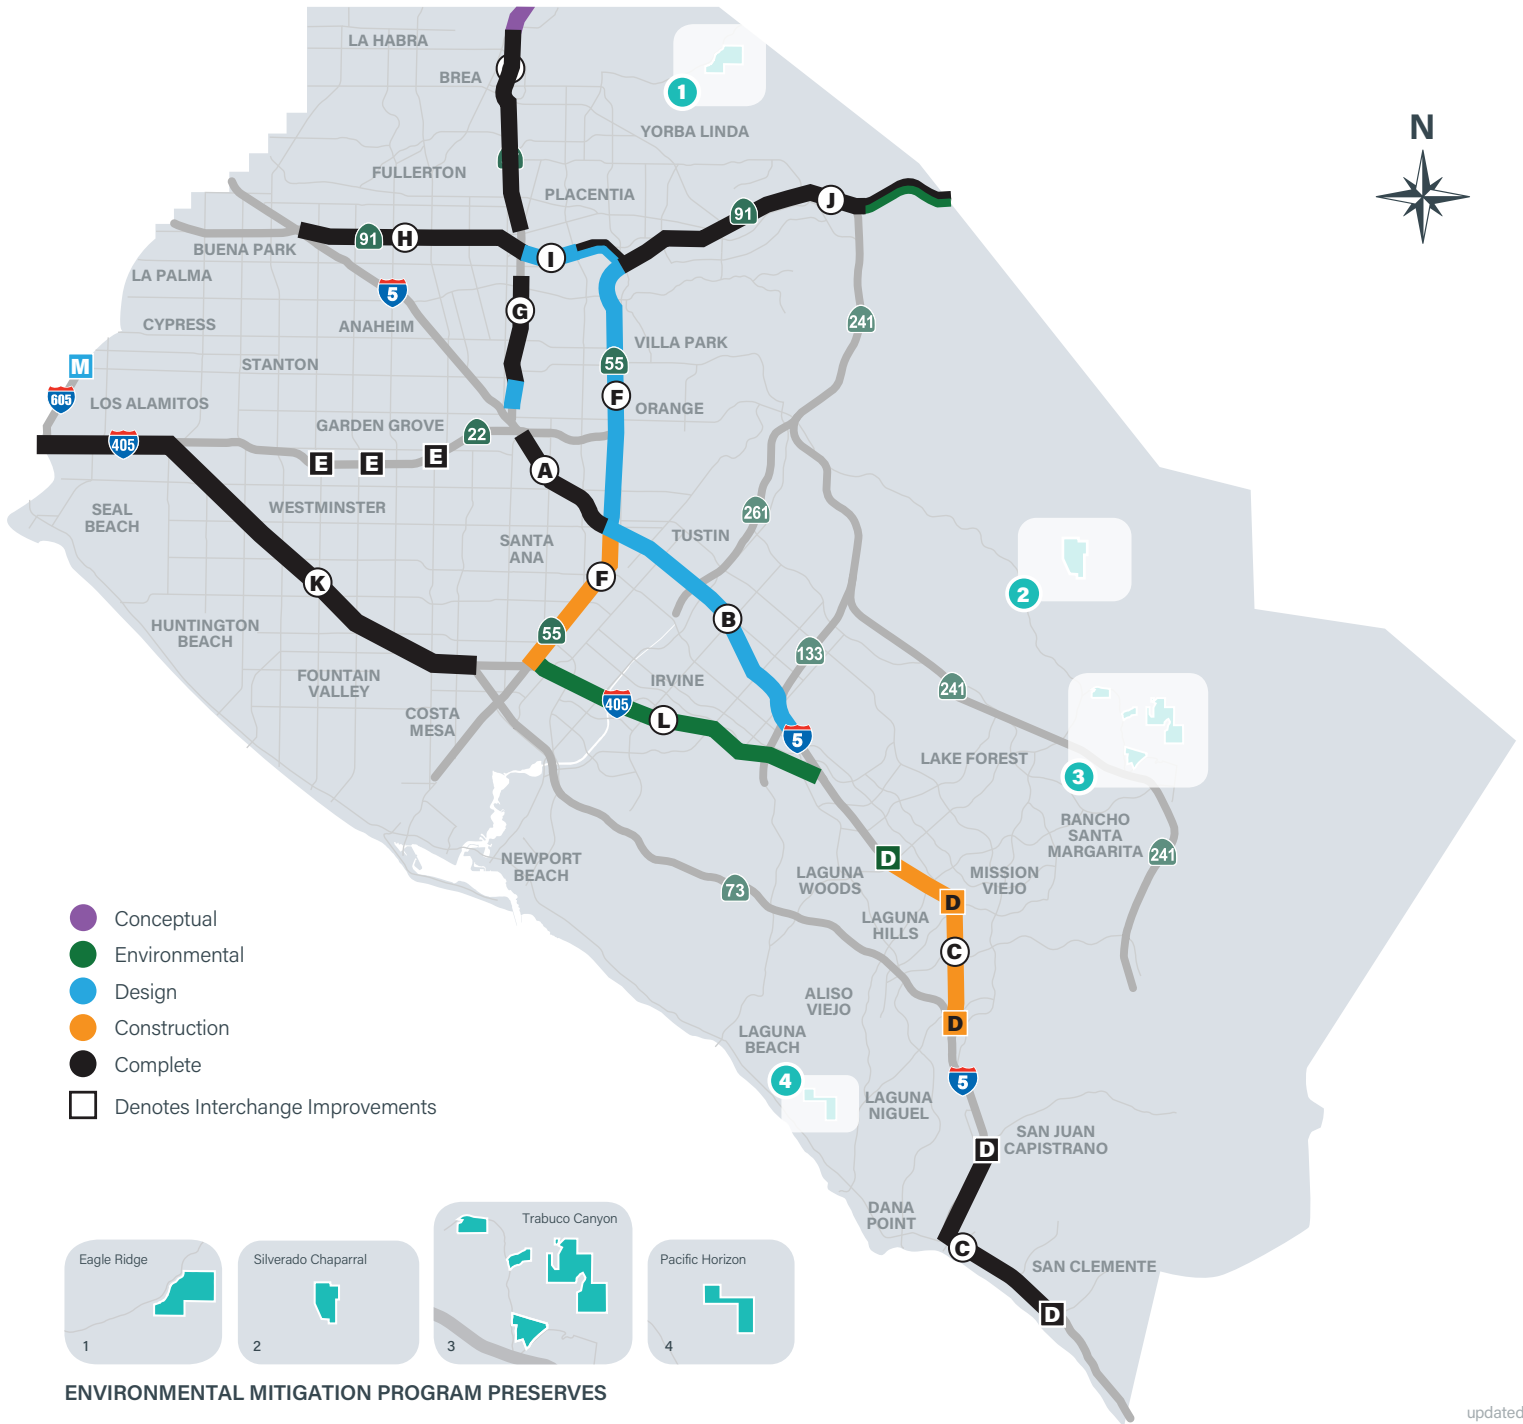 LA HABRA
BREA
1
YORBA LINDA
N
FULLERTON
PLACENTIA
91
J
91
H
BUENA PARK
I
LA PALMA
5
G
241
CYPRESS
ANAHEIM
VILLA PARK
M
STANTON
55
605
LOS ALAMITOS
F
ORANGE
GARDEN GROVE
22
405
E
E
E
A
SEAL
BEACH
WESTMINSTER
261
SANTA
ANA
TUSTIN
K
F
2
B
HUNTINGTON
BEACH
55
133
FOUNTAIN
VALLEY
IRVINE
241
405
L
COSTA
MESA
5
LAKE FOREST
3
RANCHO
SANTA
MARGARITA
241
NEWPORT
BEACH
D
LAGUNA
WOODS
MISSION
VIEJO
73
D
LAGUNA
HILLS
C
ALISO
VIEJO
D
LAGUNA
BEACH
4
5
LAGUNA
NIGUEL
SAN JUAN
CAPISTRANO
D
DANA
POINT
C
SAN CLEMENTE
D
Conceptual
Environmental
Design
Construction
Complete
Denotes Interchange Improvements
Eagle Ridge
1
Silverado Chaparral
2
Trabuco Canyon
3
Pacific Horizon
4
ENVIRONMENTAL MITIGATION PROGRAM PRESERVES
updated